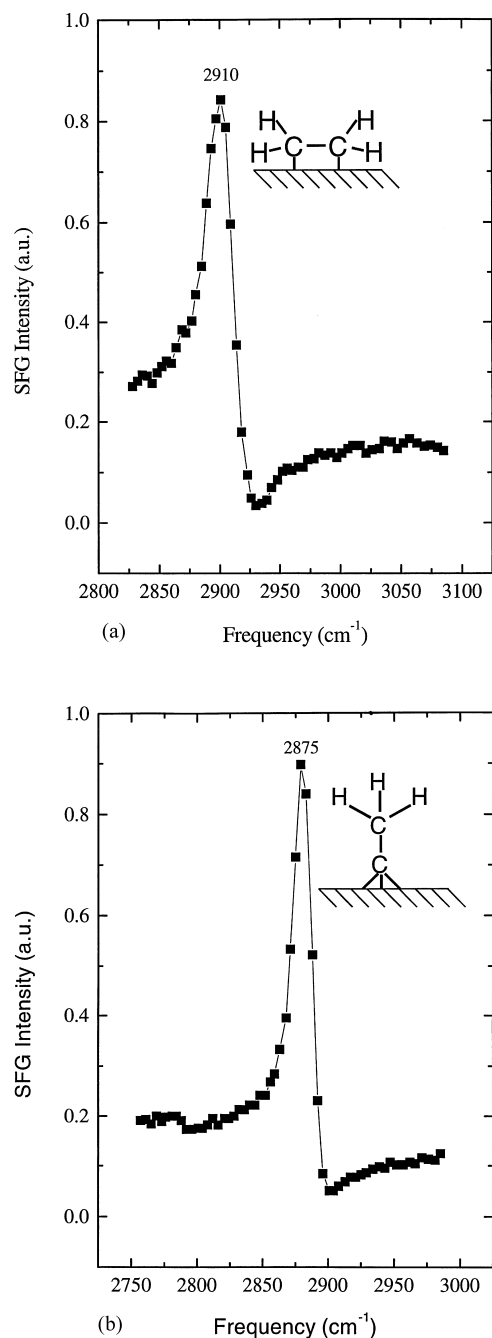 1.0
2910
0.8
H H
H C C H
0.6
SFG Intensity (a.u.)
0.4
0.2
0.0
2800 2850 2900 2950 3000 3050 3100
(a) Frequency (cm⁻¹)
1.0
2875
H
0.8
H H
C
C
0.6
SFG Intensity (a.u.)
0.4
0.2
0.0
2750 2800 2850 2900 2950 3000
(b) Frequency (cm⁻¹)